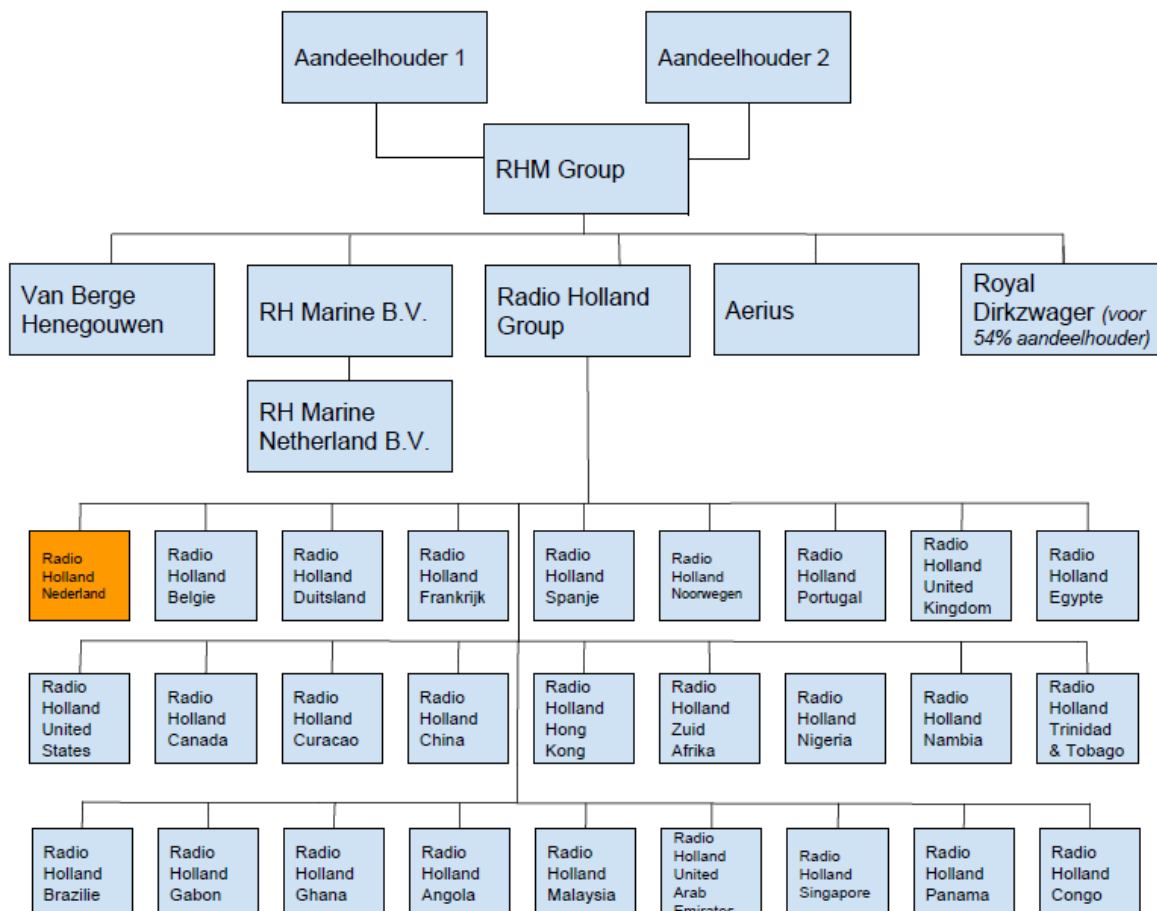 Aandeelhouder 1
Aandeelhouder 2
RHM Group
Van Berge
Henegouwen
RH Marine B.V.
Radio Holland
Group
Aerius
Royal
Dirkzwager (voor
54% aandeelhouder)
RH Marine
Netherland B.V.
Radio
Holland
Nederland
Radio
Holland
Belgie
Radio
Holland
Duitsland
Radio
Holland
Frankrijk
Radio
Holland
Spanje
Radio
Holland
Noorwegen
Radio
Holland
Portugal
Radio
Holland
United
Kingdom
Radio
Holland
Egypte
Radio
Holland
United
States
Radio
Holland
Canada
Radio
Holland
Curacao
Radio
Holland
China
Radio
Holland
Hong
Kong
Radio
Holland
Zuid
Afrika
Radio
Holland
Nigeria
Radio
Holland
Nambia
Radio
Holland
Trinidad
& Tobago
Radio
Holland
Brazilie
Radio
Holland
Gabon
Radio
Holland
Ghana
Radio
Holland
Angola
Radio
Holland
Malaysia
Radio
Holland
United
Arab
Emirates
Radio
Holland
Singapore
Radio
Holland
Panama
Radio
Holland
Congo